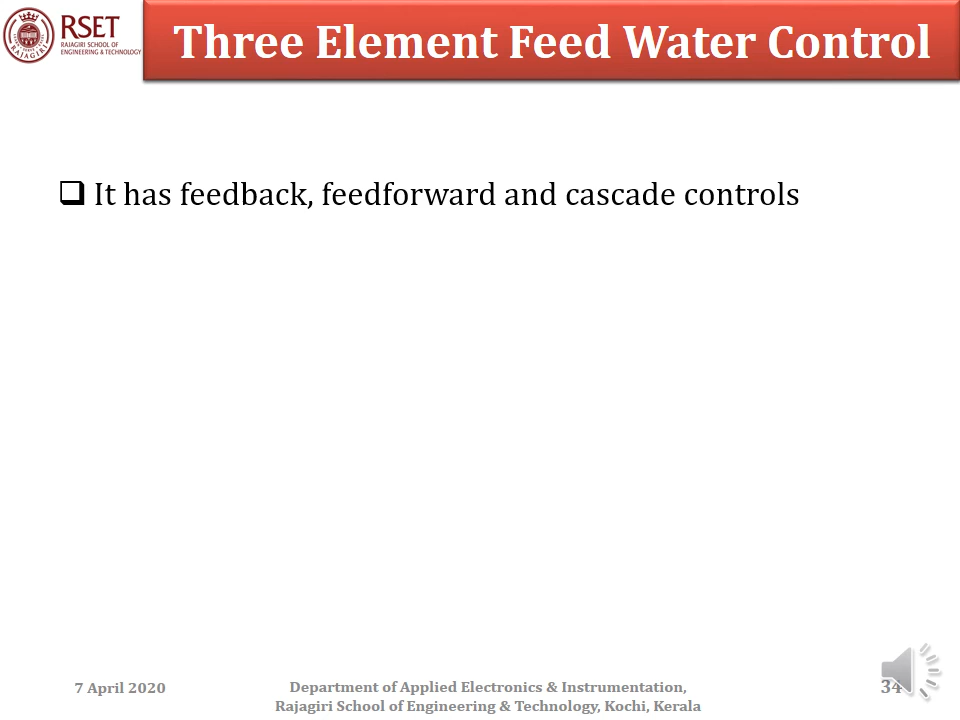 RSET
RAJAGIRI SCHOOL OF
ENGINEERING & TECHNOLOGY
Three Element Feed Water Control
It has feedback, feedforward and cascade controls
7 April 2020
Department of Applied Electronics & Instrumentation,
Rajagiri School of Engineering & Technology, Kochi, Kerala
34